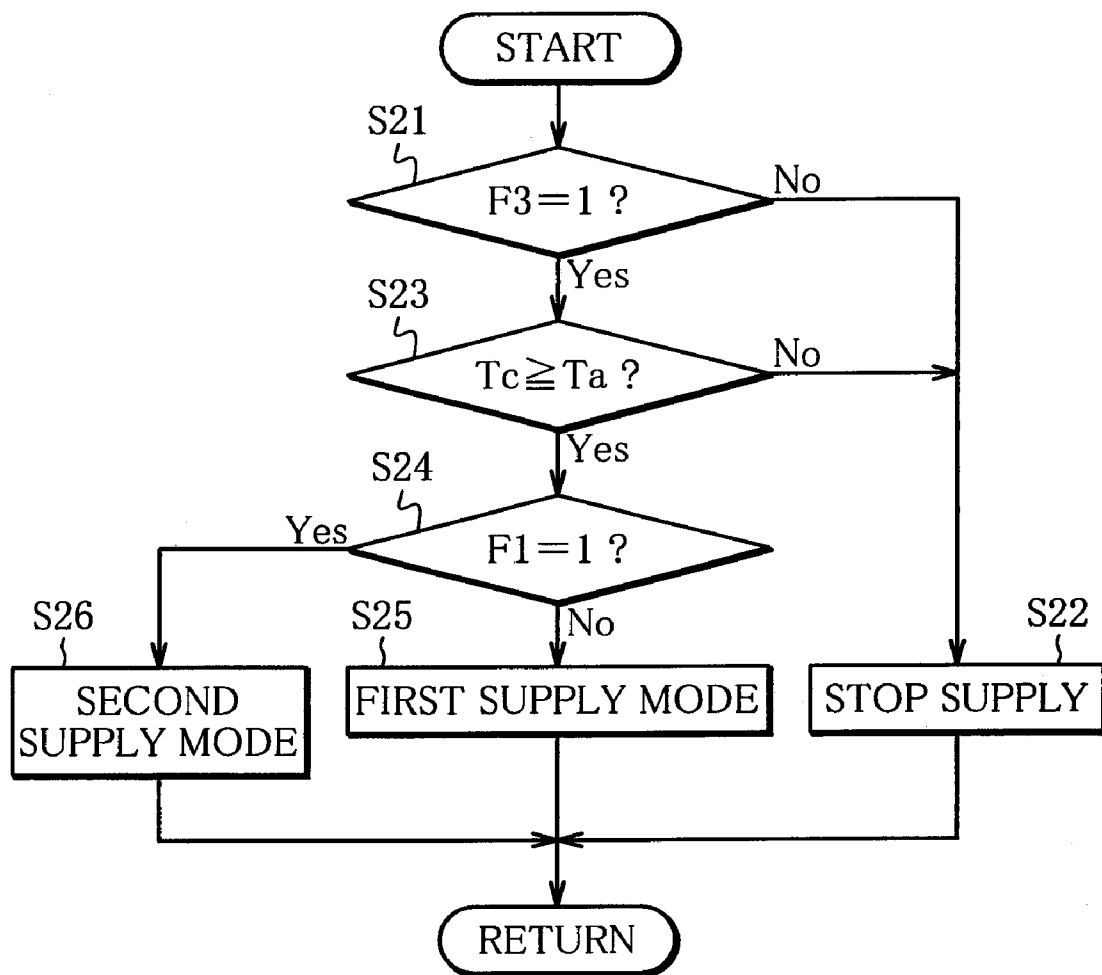 START
S21
F3=1 ?
No
Yes
S23
Tc≧Ta ?
No
Yes
S24
Yes
F1=1 ?
No
S26
S25
S22
SECOND
SUPPLY MODE
FIRST SUPPLY MODE
STOP SUPPLY
RETURN